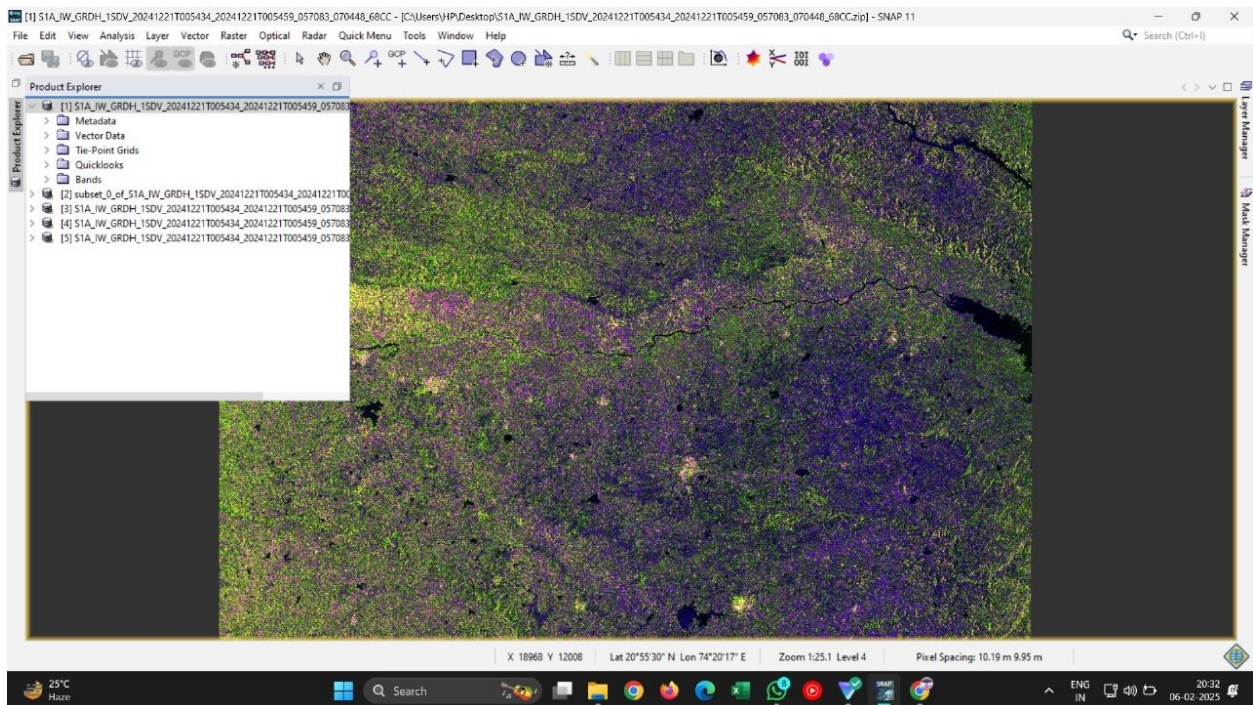 [1] S1A_IW_GRDH_1SDV_20241221T005434_20241221T005459_057083_070448_68CC - [C:\Users\HP\Desktop\S1A_IW_GRDH_1SDV_20241221T005434_20241221T005459_057083_070448_68CC.zip] - SNAP 11
File Edit View Analysis Layer Vector Raster Optical Radar Quick Menu Tools Window Help
Search (Ctrl+I)
GCP
GCP
Product Explorer
Product Explorer
[1] S1A_IW_GRDH_1SDV_20241221T005434_20241221T005459_057083
Metadata
Vector Data
Tie-Point Grids
Quicklooks
Bands
[2] subset_0_of_S1A_IW_GRDH_1SDV_20241221T005434_20241221T00
[3] S1A_IW_GRDH_1SDV_20241221T005434_20241221T005459_057083
[4] S1A_IW_GRDH_1SDV_20241221T005434_20241221T005459_057083
[5] S1A_IW_GRDH_1SDV_20241221T005434_20241221T005459_057083
Layer Manager
Mask Manager
X 18968 Y 12008 Lat 20°55'30" N Lon 74°20'17" E Zoom 1:25.1 Level 4 Pixel Spacing: 10.19 m 9.95 m
25°C
Haze
Search
ENG
IN
20:32
06-02-2025